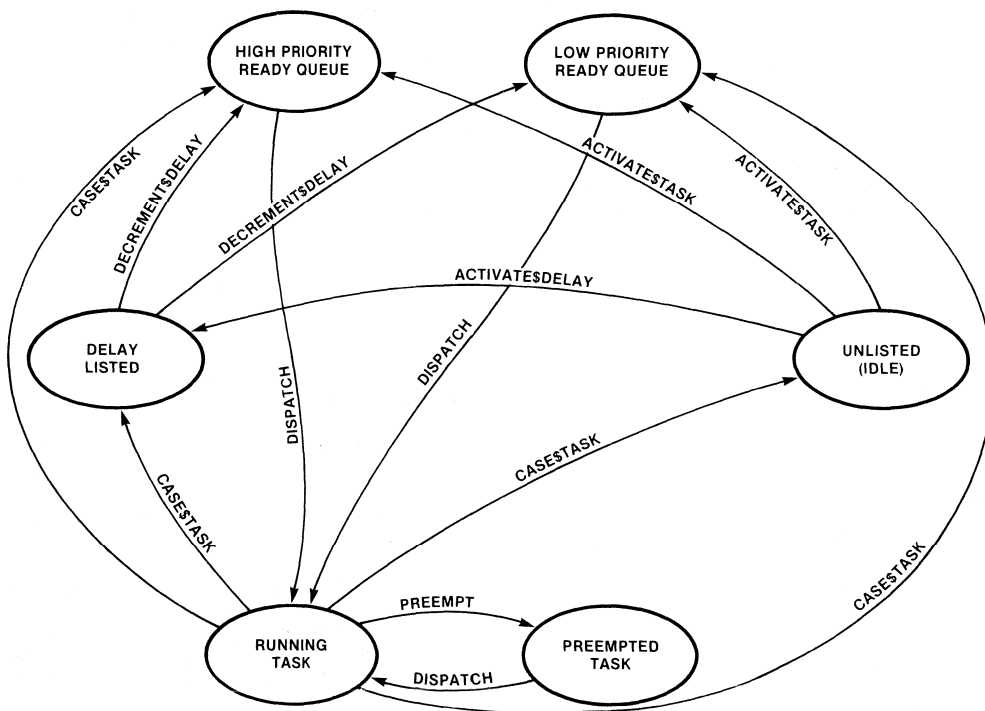 HIGH PRIORITY
READY QUEUE
LOW PRIORITY
READY QUEUE
CASE$TASK
DECREMENT$DELAY
DECREMENT$DELAY
ACTIVATE$TASK
ACTIVATE$TASK
ACTIVATE$DELAY
DELAY
LISTED
UNLISTED
(IDLE)
DISPATCH
DISPATCH
CASE$TASK
CASE$TASK
CASE$TASK
PREEMPT
RUNNING
TASK
PREEMPTED
TASK
DISPATCH